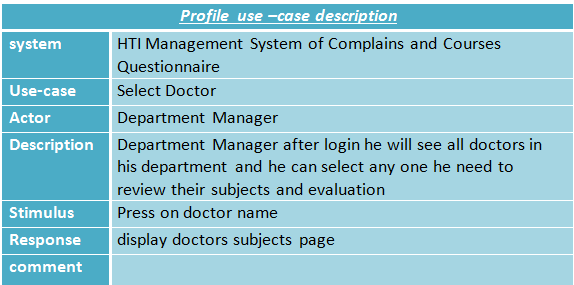 Profile use –case description
system HTI Management System of Complains and Courses
Questionnaire
Use-case Select Doctor
Actor Department Manager
Description Department Manager after login he will see all doctors in
his department and he can select any one he need to
review their subjects and evaluation
Stimulus Press on doctor name
Response display doctors subjects page
comment